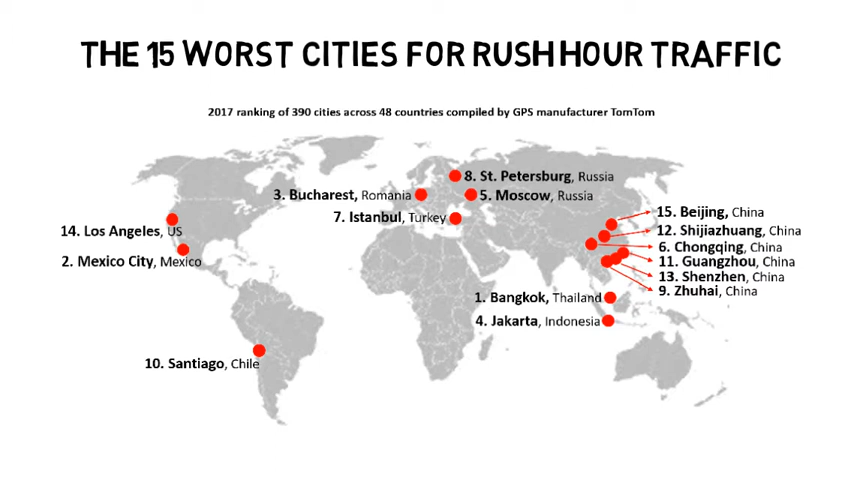 THE 15 WORST CITIES FOR RUSH HOUR TRAFFIC
2017 ranking of 390 cities across 48 countries compiled by GPS manufacturer TomTom
8. St. Petersburg, Russia
3. Bucharest, Romania
5. Moscow, Russia
7. Istanbul, Turkey
15. Beijing, China
14. Los Angeles, US
12. Shijiazhuang, China
6. Chongqing, China
2. Mexico City, Mexico
11. Guangzhou, China
13. Shenzhen, China
9. Zhuhai, China
1. Bangkok, Thailand
4. Jakarta, Indonesia
10. Santiago, Chile